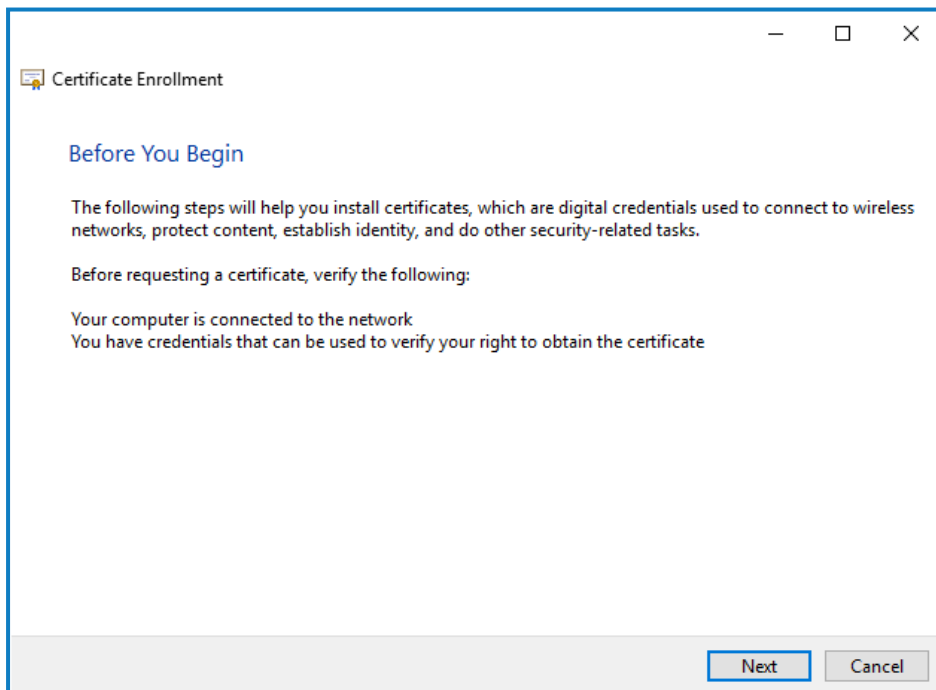 Certificate Enrollment
Before You Begin
The following steps will help you install certificates, which are digital credentials used to connect to wireless
networks, protect content, establish identity, and do other security-related tasks.
Before requesting a certificate, verify the following:
Your computer is connected to the network
You have credentials that can be used to verify your right to obtain the certificate
Next
Cancel